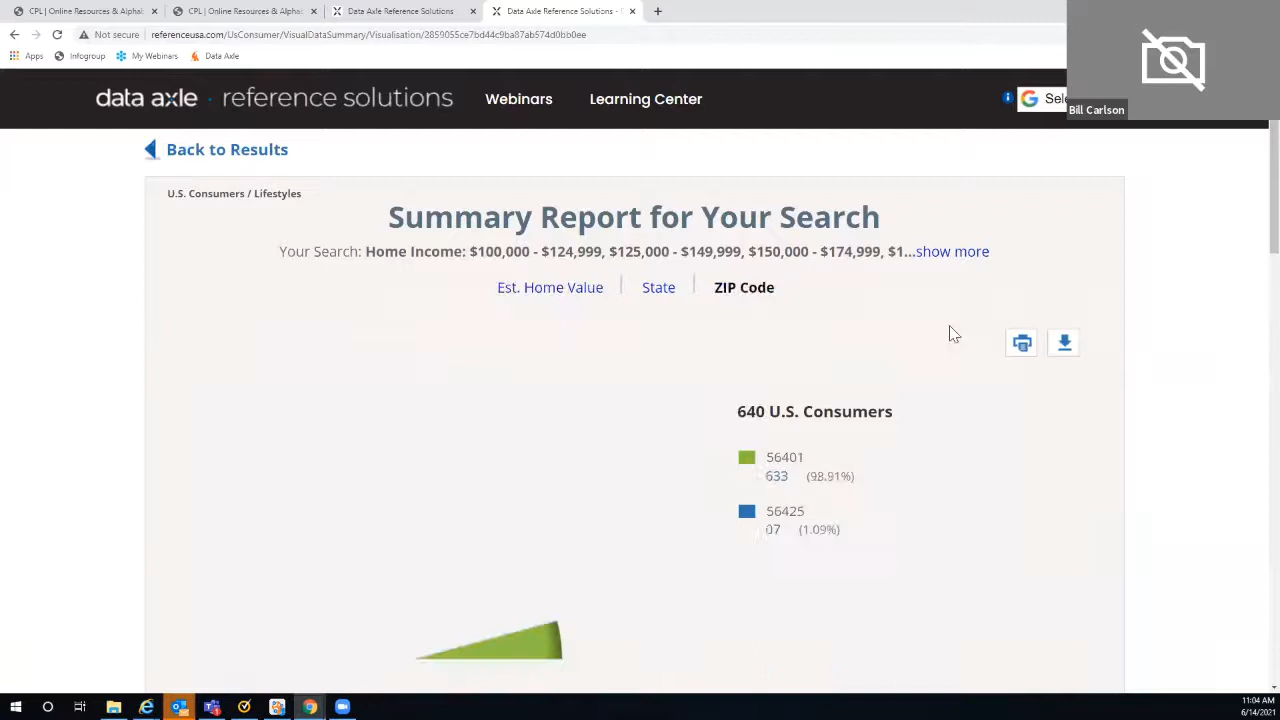 CPL | Online Resources & Alphab
CPL | Online Resources & Alphab
Data Axle Reference Solutions
Data Axle Reference Solutions -
Not secure | referenceusa.com/UsConsumer/VisualDataSummary/Visualisation/2859055ce7bd44c9ba87ab574d0bb0ee
Apps
Infogroup
My Webinars
Data Axle
data axle · reference solutions
Webinars
Learning Center
Sele
Bill Carlson
Back to Results
U.S. Consumers / Lifestyles
Summary Report for Your Search
Your Search: Home Income: $100,000 - $124,999, $125,000 - $149,999, $150,000 - $174,999, $1...show more
Est. Home Value | State | ZIP Code
640 U.S. Consumers
56401
633 (98.91%)
56425
07 (1.09%)
11:04 AM
6/14/2021